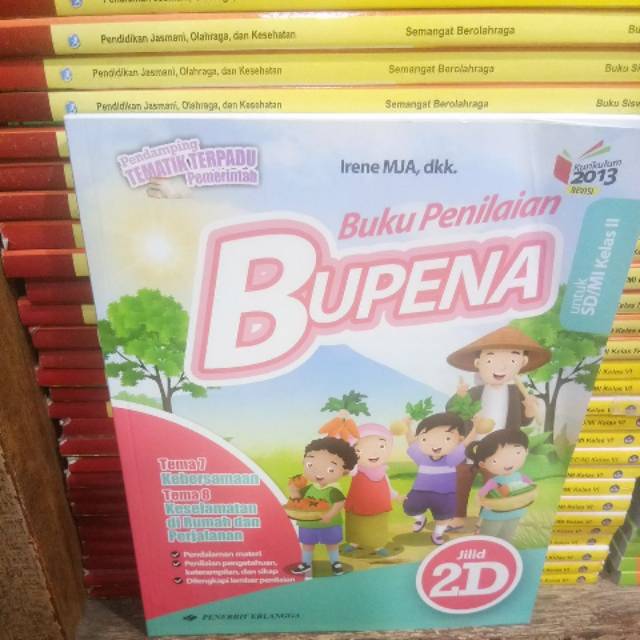 Pendidikan Jasmani, Olahraga, dan Kesehatan
Semangat Berolahraga
Bu
Pendidikan Jasmani, Olahraga, dan Kesehatan
Semangat Berolahraga
Buku Sis
Pendidikan Jasmani, Olahraga, dan Kesehatan
Semangat Berolahraga
Buku Sisw
Pendamping
TEMATIK TERPADU
Pemerintah
Irene MJA, dkk.
Kurikulum
2013
REVISI
Buku Penilaian
BUPENA
untuk
SD/MI Kelas II
Tema 7
Kebersamaan
Tema 8
Keselamatan
di Rumah dan
Perjalanan
Pendalaman materi
Penilaian pengetahuan,
keterampilan, dan sikap
Dilengkapi lembar penilaian
Jilid
2D
PENERBIT ERLANGGA